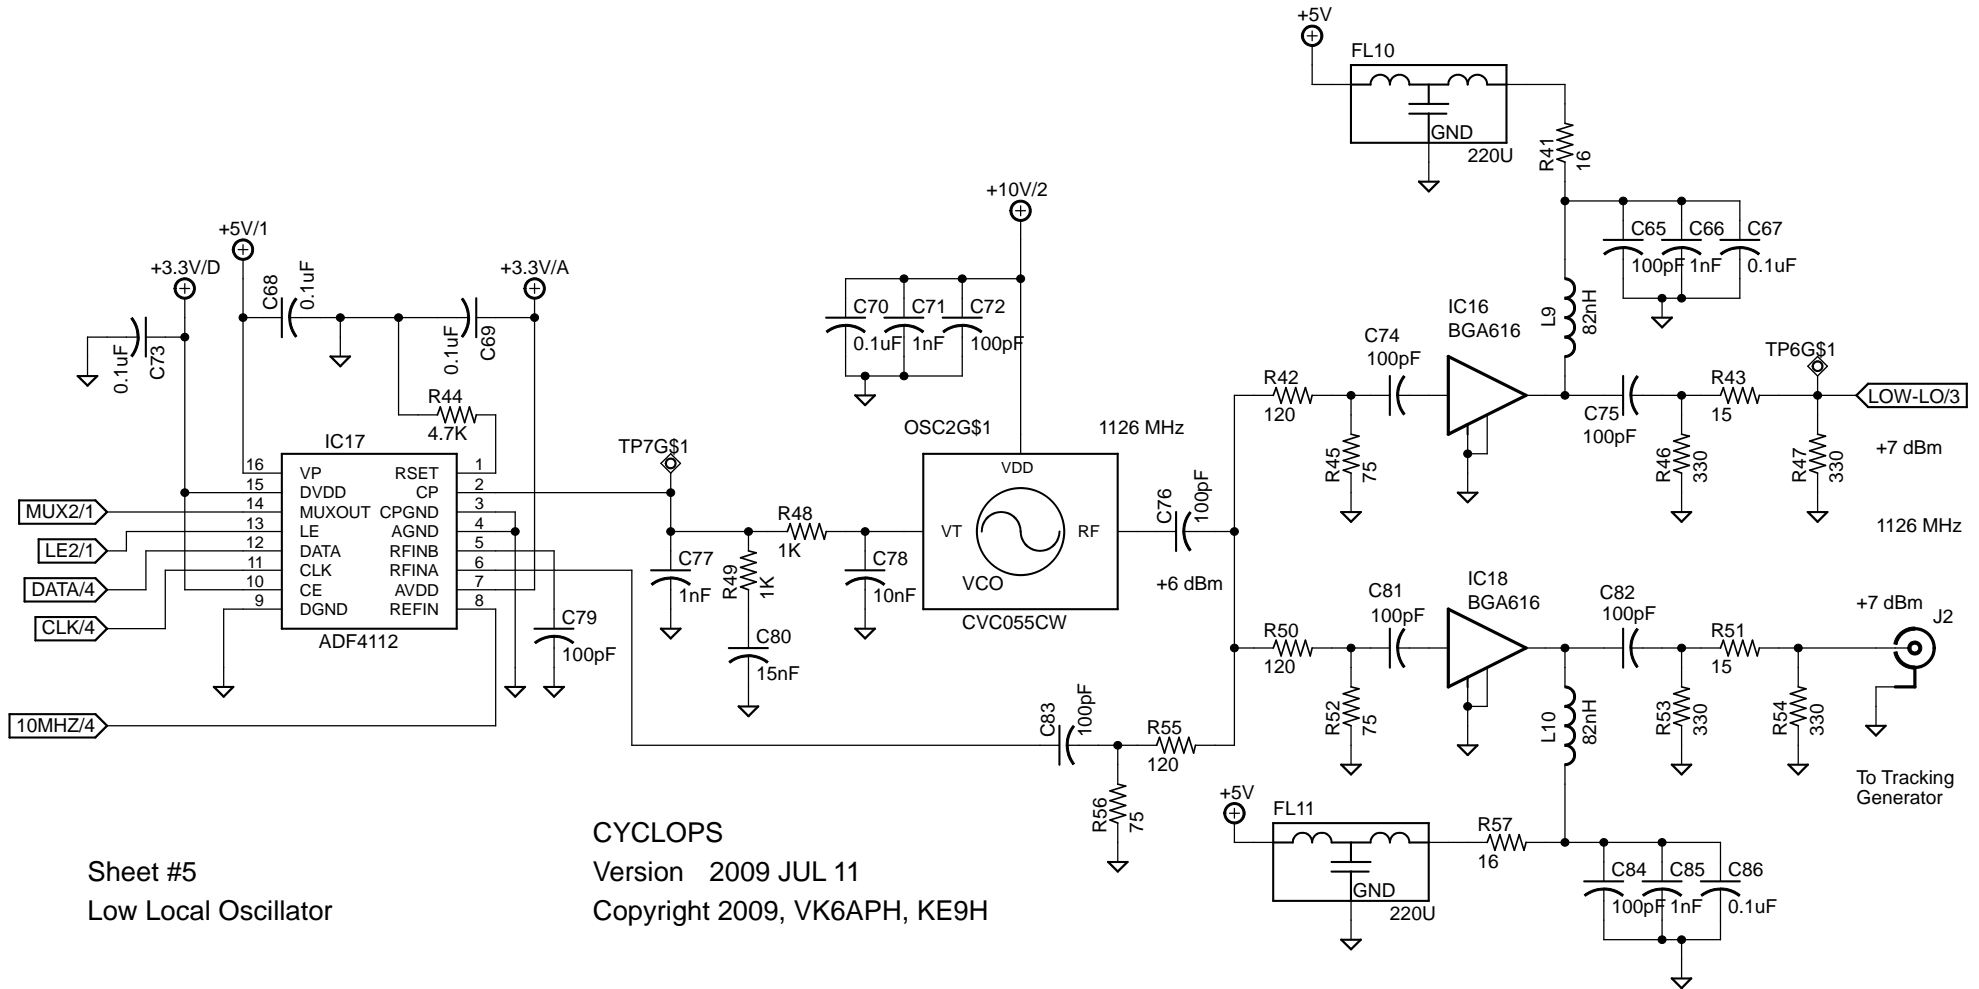 +5V
FL10
GND
220U
R41
16
+10V/2
+5V/1
+3.3V/D
C68
0.1uF
+3.3V/A
C65
C66
C67
100pF
1nF
0.1uF
0.1uF
C73
0.1uF
C69
C70
C71
C72
0.1uF
1nF
100pF
IC16
BGA616
L9
82nH
C74
100pF
TP6G$1
R44
4.7K
R42
120
R43
15
LOW-LO/3
C75
100pF
IC17
TP7G$1
OSC2G$1
1126 MHz
R45
75
R46
330
R47
330
+7 dBm
16
VP
RSET
1
15
DVDD
CP
2
14
MUXOUT
CPGND
3
13
LE
AGND
4
12
DATA
RFINB
5
11
CLK
RFINA
6
10
CE
AVDD
7
9
DGND
REFIN
8
ADF4112
MUX2/1
LE2/1
DATA/4
CLK/4
10MHZ/4
VDD
VT
RF
VCO
CVC055CW
C76
100pF
+6 dBm
1126 MHz
R48
1K
C77
1nF
R49
1K
C78
10nF
C79
100pF
C80
15nF
C81
100pF
IC18
BGA616
C82
100pF
+7 dBm
J2
R50
120
R51
15
R52
75
L10
82nH
R53
330
R54
330
C83
100pF
R55
120
R56
75
To Tracking
Generator
+5V
FL11
GND
220U
R57
16
C84
C85
C86
100pF
1nF
0.1uF
CYCLOPS
Sheet #5
Version 2009 JUL 11
Low Local Oscillator
Copyright 2009, VK6APH, KE9H